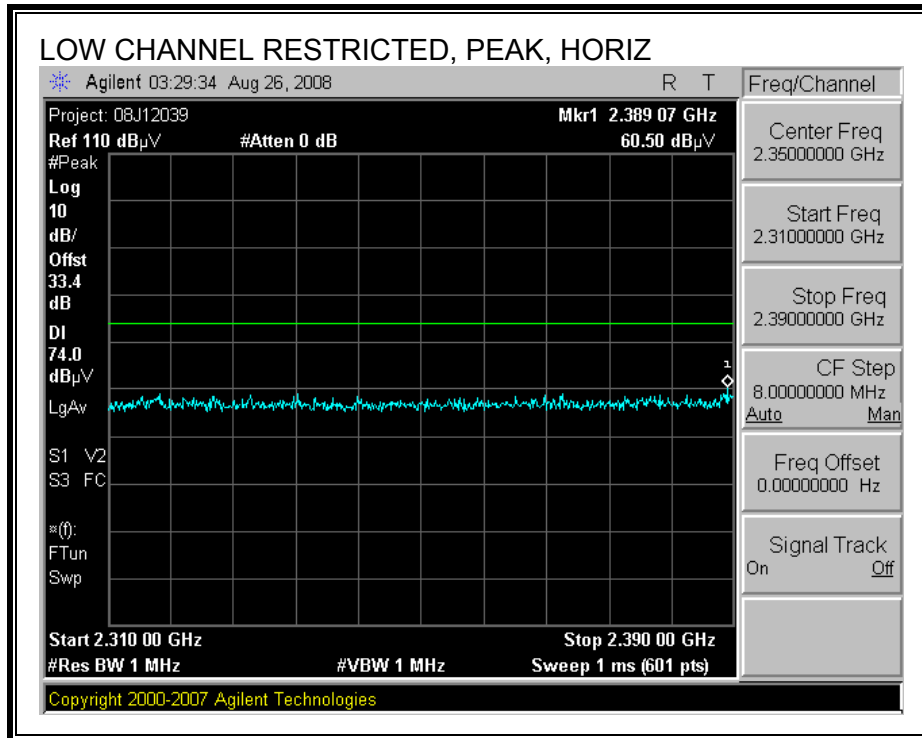 LOW CHANNEL RESTRICTED, PEAK, HORIZ
Agilent 03:29:34 Aug 26, 2008 R T
Freq/Channel
Project: 08J12039 Mkr1 2.389 07 GHz
Ref 110 dBµV #Atten 0 dB 60.50 dBµV
#Peak
Log
10
dB/
Offst
33.4
dB
DI
74.0
dBµV
LgAv
S1 V2
S3 FC
¤(f):
FTun
Swp
1
Start 2.310 00 GHz Stop 2.390 00 GHz
#Res BW 1 MHz #VBW 1 MHz Sweep 1 ms (601 pts)
Center Freq
2.35000000 GHz
Start Freq
2.31000000 GHz
Stop Freq
2.39000000 GHz
CF Step
8.00000000 MHz
Auto Man
Freq Offset
0.00000000 Hz
Signal Track
On Off
Copyright 2000-2007 Agilent Technologies